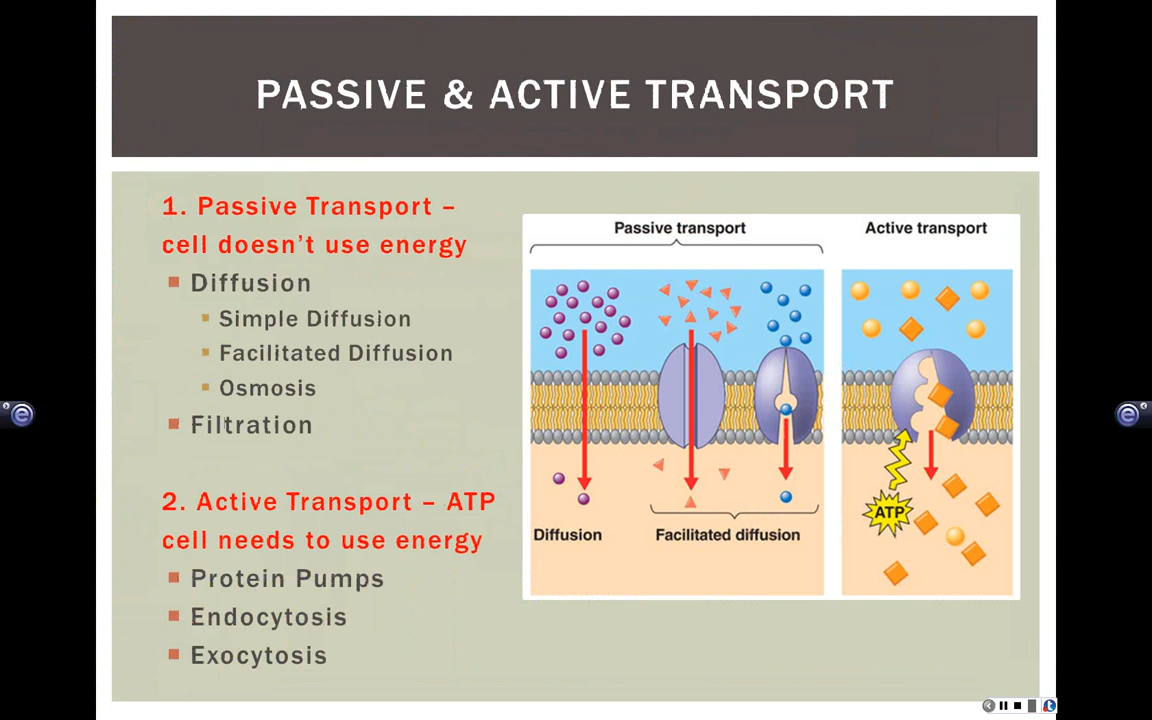 PASSIVE & ACTIVE TRANSPORT
1. Passive Transport –
cell doesn't use energy
Diffusion
Simple Diffusion
Facilitated Diffusion
Osmosis
Filtration
2. Active Transport – ATP
cell needs to use energy
Protein Pumps
Endocytosis
Exocytosis
Passive transport
Active transport
ATP
Diffusion
Facilitated diffusion